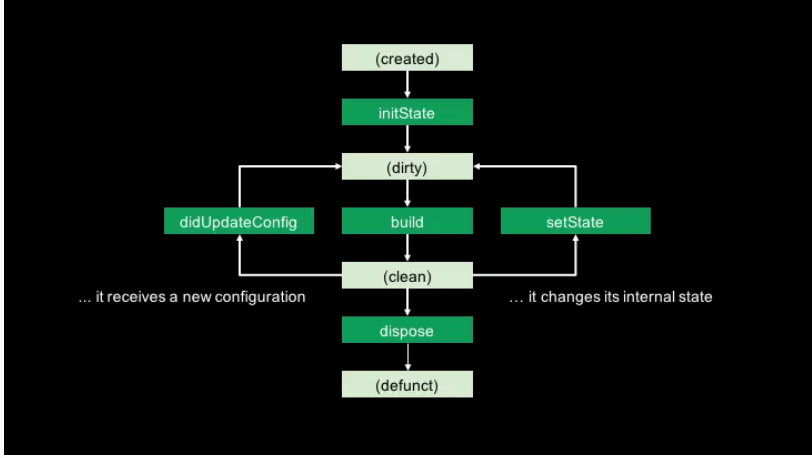 (created)
initState
(dirty)
didUpdateConfig
build
setState
(clean)
... it receives a new configuration
... it changes its internal state
dispose
(defunct)